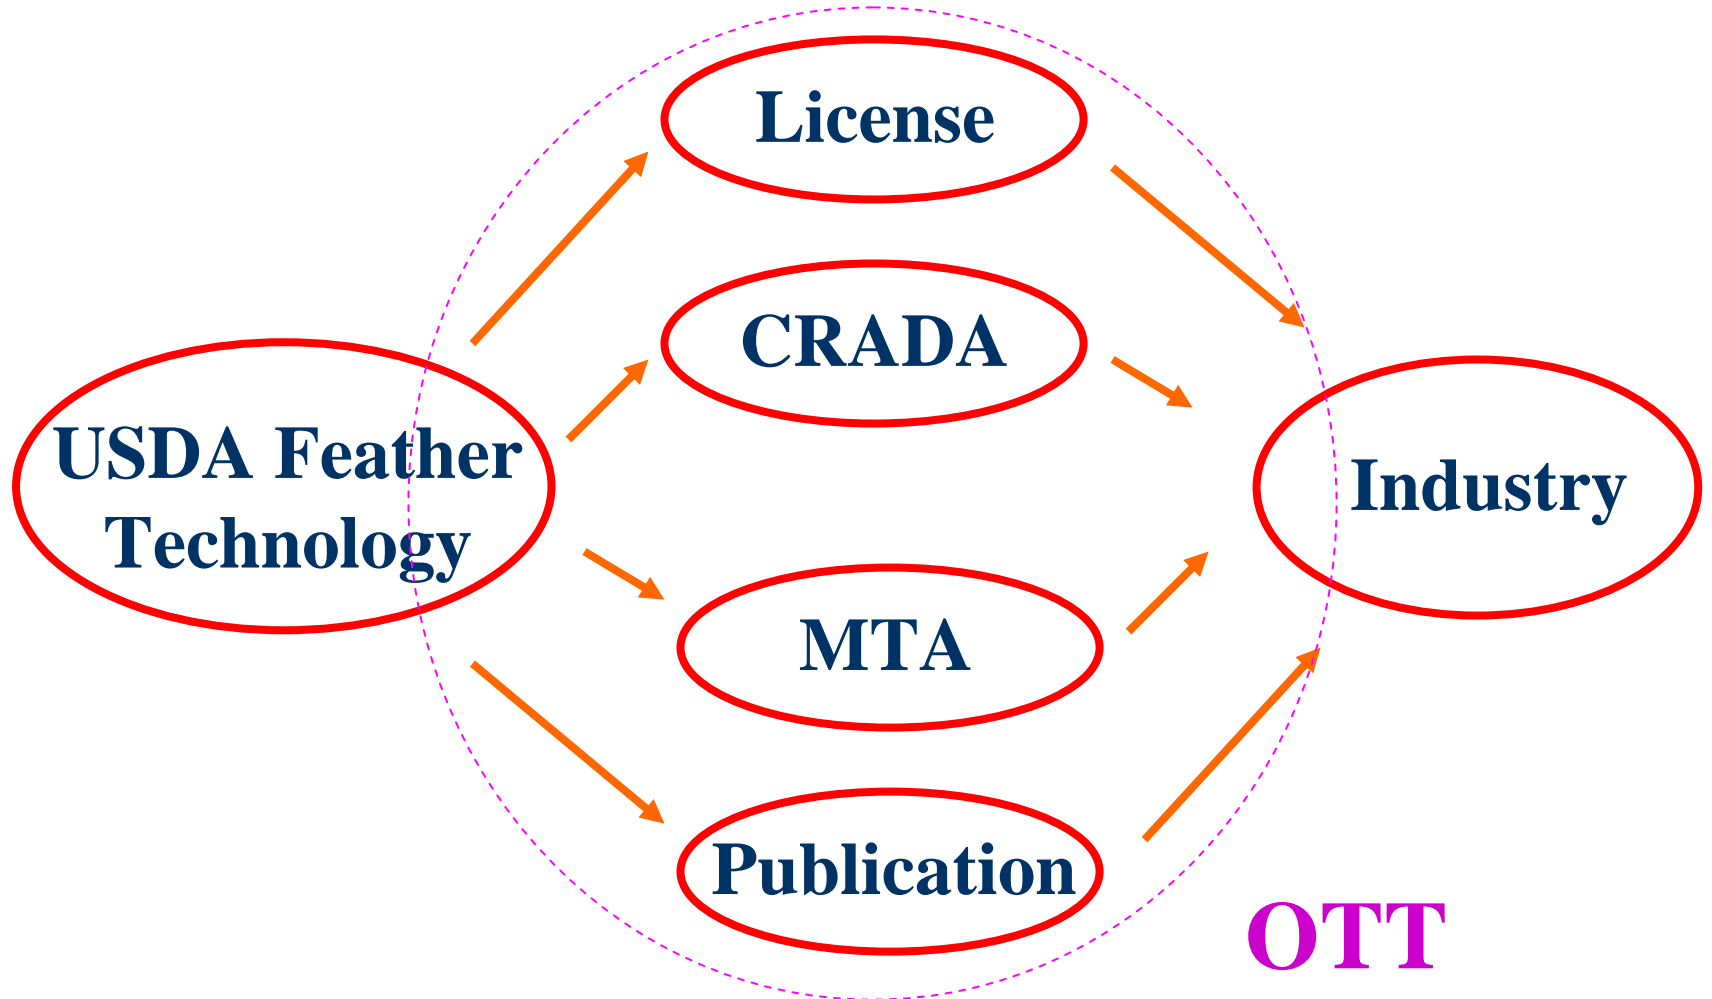 License
CRADA
USDA Feather
Technology
Industry
MTA
Publication
OTT